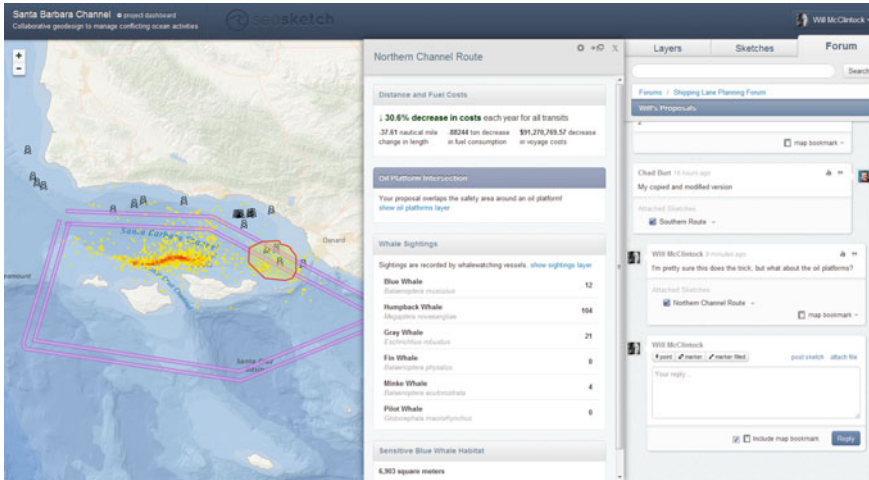 Santa Barbara Channel project dashboard
Collaborative geodesign to manage conflicting ocean activities
seasketch
Will McClintock
+
-
Oxnard
Santa Cruz
Basin
Northern Channel Route
X
Distance and Fuel Costs
↓ 30.6% decrease in costs each year for all transits
-37.61 nautical mile
change in length
-88244 ton decrease
in fuel consumption
$91,270,769.57 decrease
in voyage costs
Oil Platform Intersection
Your proposal overlaps the safety area around an oil platform!
show oil platforms layer
Whale Sightings
Sightings are recorded by whalewatching vessels. show sightings layer
Blue Whale 12
Balaenoptera musculus
Humpback Whale 104
Megaptera novaeangliae
Gray Whale 21
Eschrichtius robustus
Fin Whale 0
Balaenoptera physalus
Minke Whale 4
Balaenoptera acutorostrata
Pilot Whale 0
Globicephala macrorhynchus
Sensitive Blue Whale Habitat
6,903 square meters
Layers
Sketches
Forum
Search
Forums / Shipping Lane Planning Forum
Will's Proposals
map bookmark
Chad Burt 18 hours ago
My copied and modified version
Attached Sketches
Southern Route
Will McClintock 9 minutes ago
I'm pretty sure this does the trick, but what about the oil platforms?
Attached Sketches
Northern Channel Route
map bookmark
Will McClintock
point marker marker filled
post sketch attach file
Your reply...
Include map bookmark
Reply